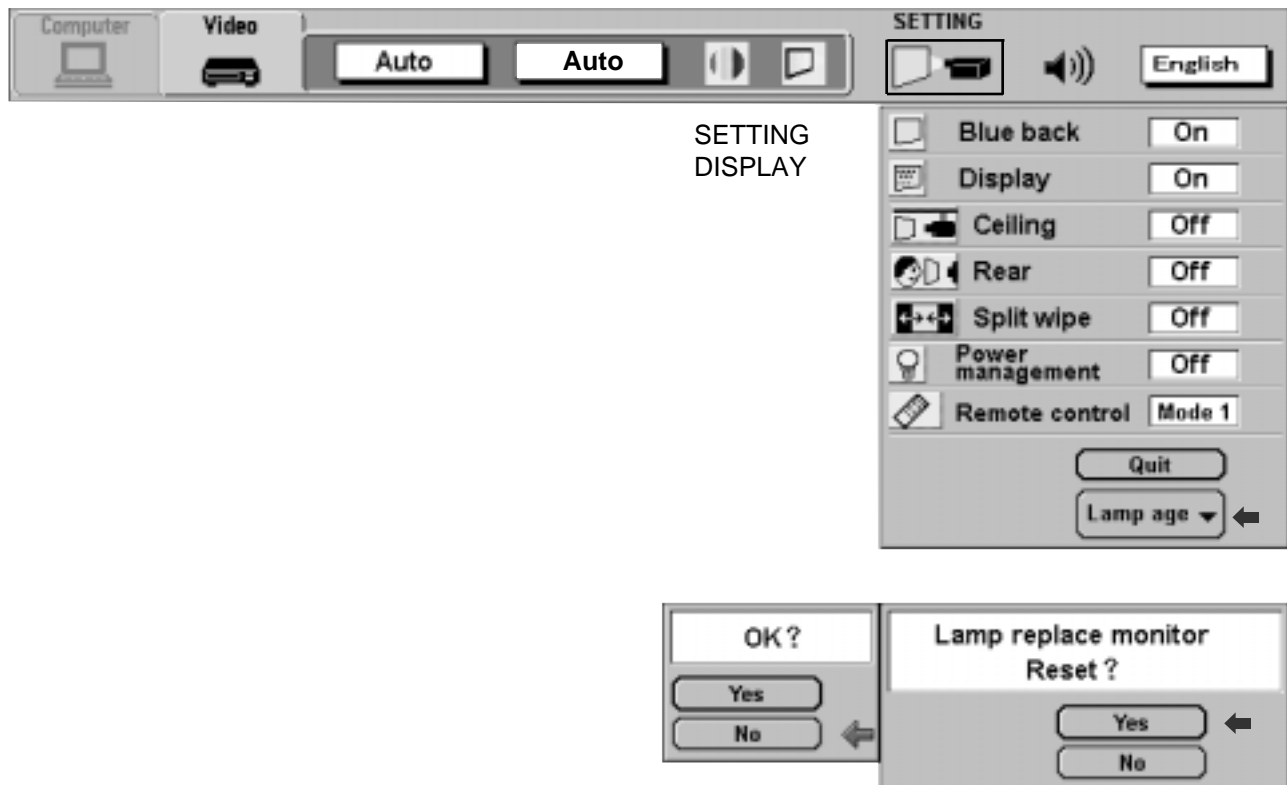 Computer
Video
Auto
Auto
SETTING
English
SETTING
DISPLAY
Blue back On
Display On
Ceiling Off
Rear Off
Split wipe Off
Power
management Off
Remote control Mode 1
Quit
Lamp age
OK?
Yes
No
Lamp replace monitor
Reset?
Yes
No